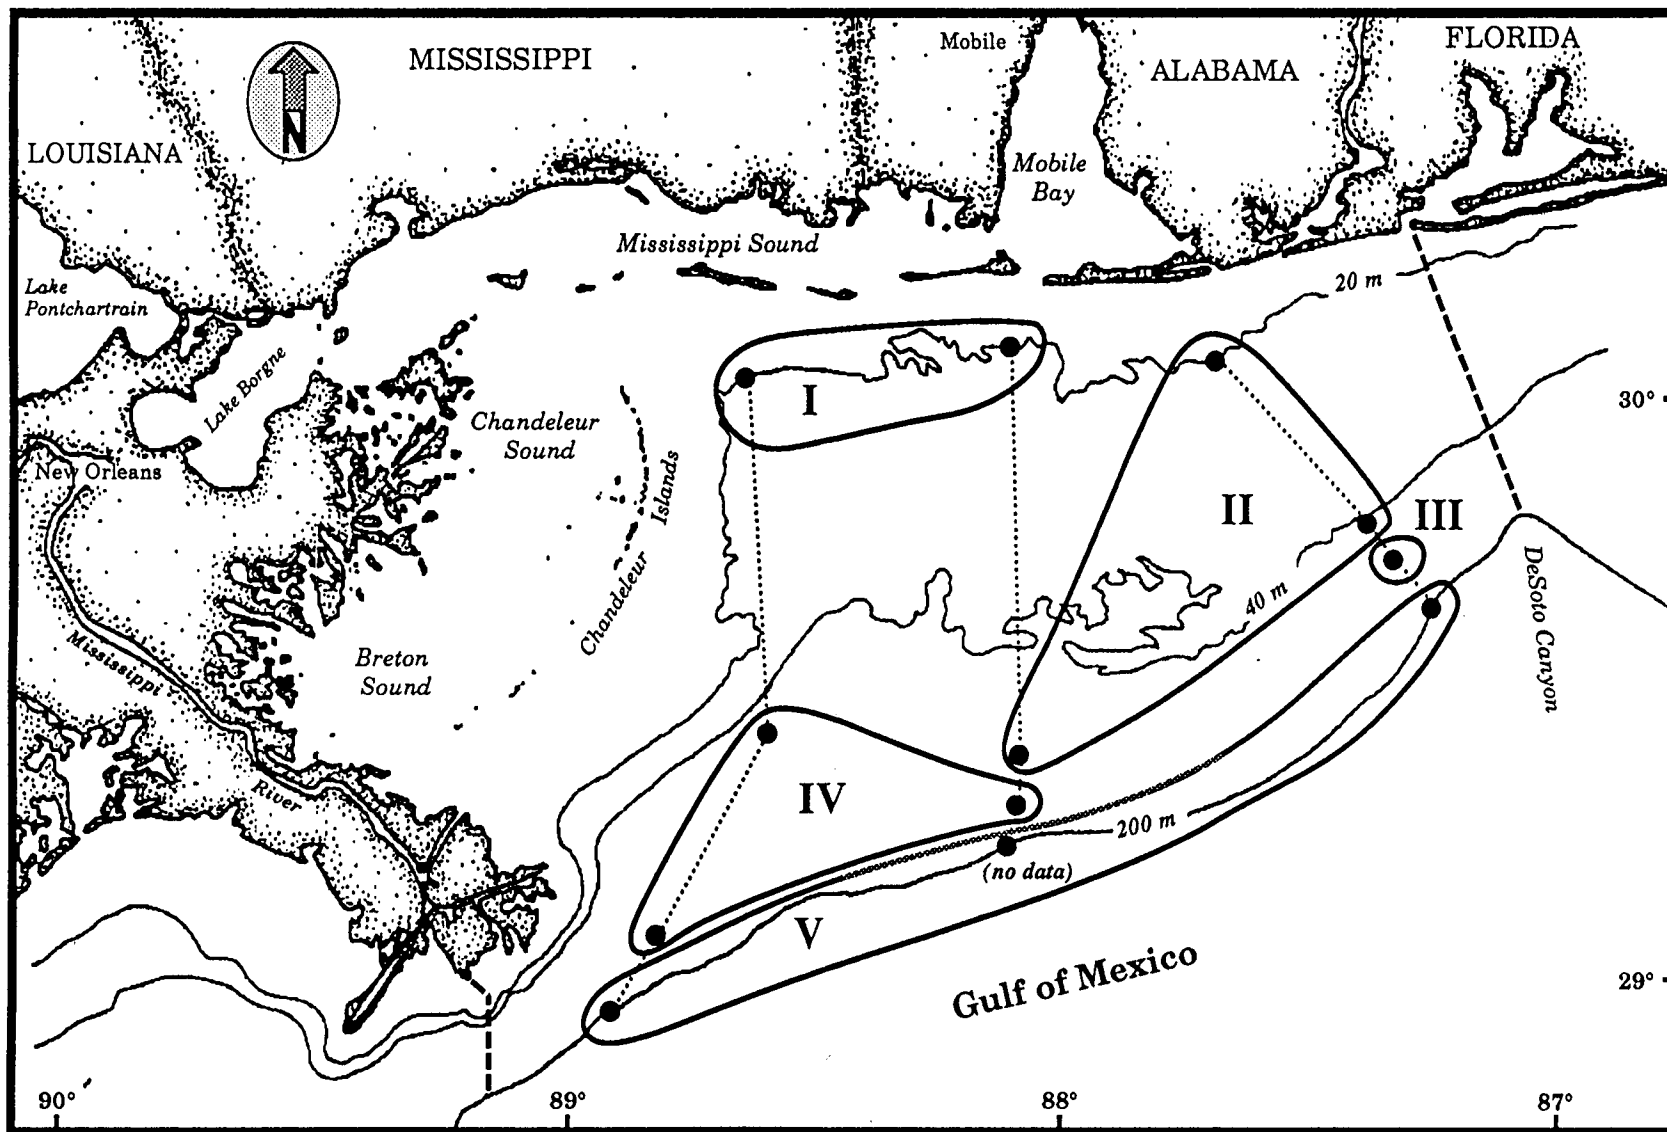 MISSISSIPPI
Mobile
FLORIDA
ALABAMA
N
LOUISIANA
Mobile
Bay
Mississippi Sound
Lake
Pontchartrain
20 m
Lake Borgne
I
30°
Chandeleur
Sound
New Orleans
Chandeleur Islands
II
III
DeSoto Canyon
40 m
Mississippi
River
Breton
Sound
IV
200 m
(no data)
V
Gulf of Mexico
29°
90°
89°
88°
87°